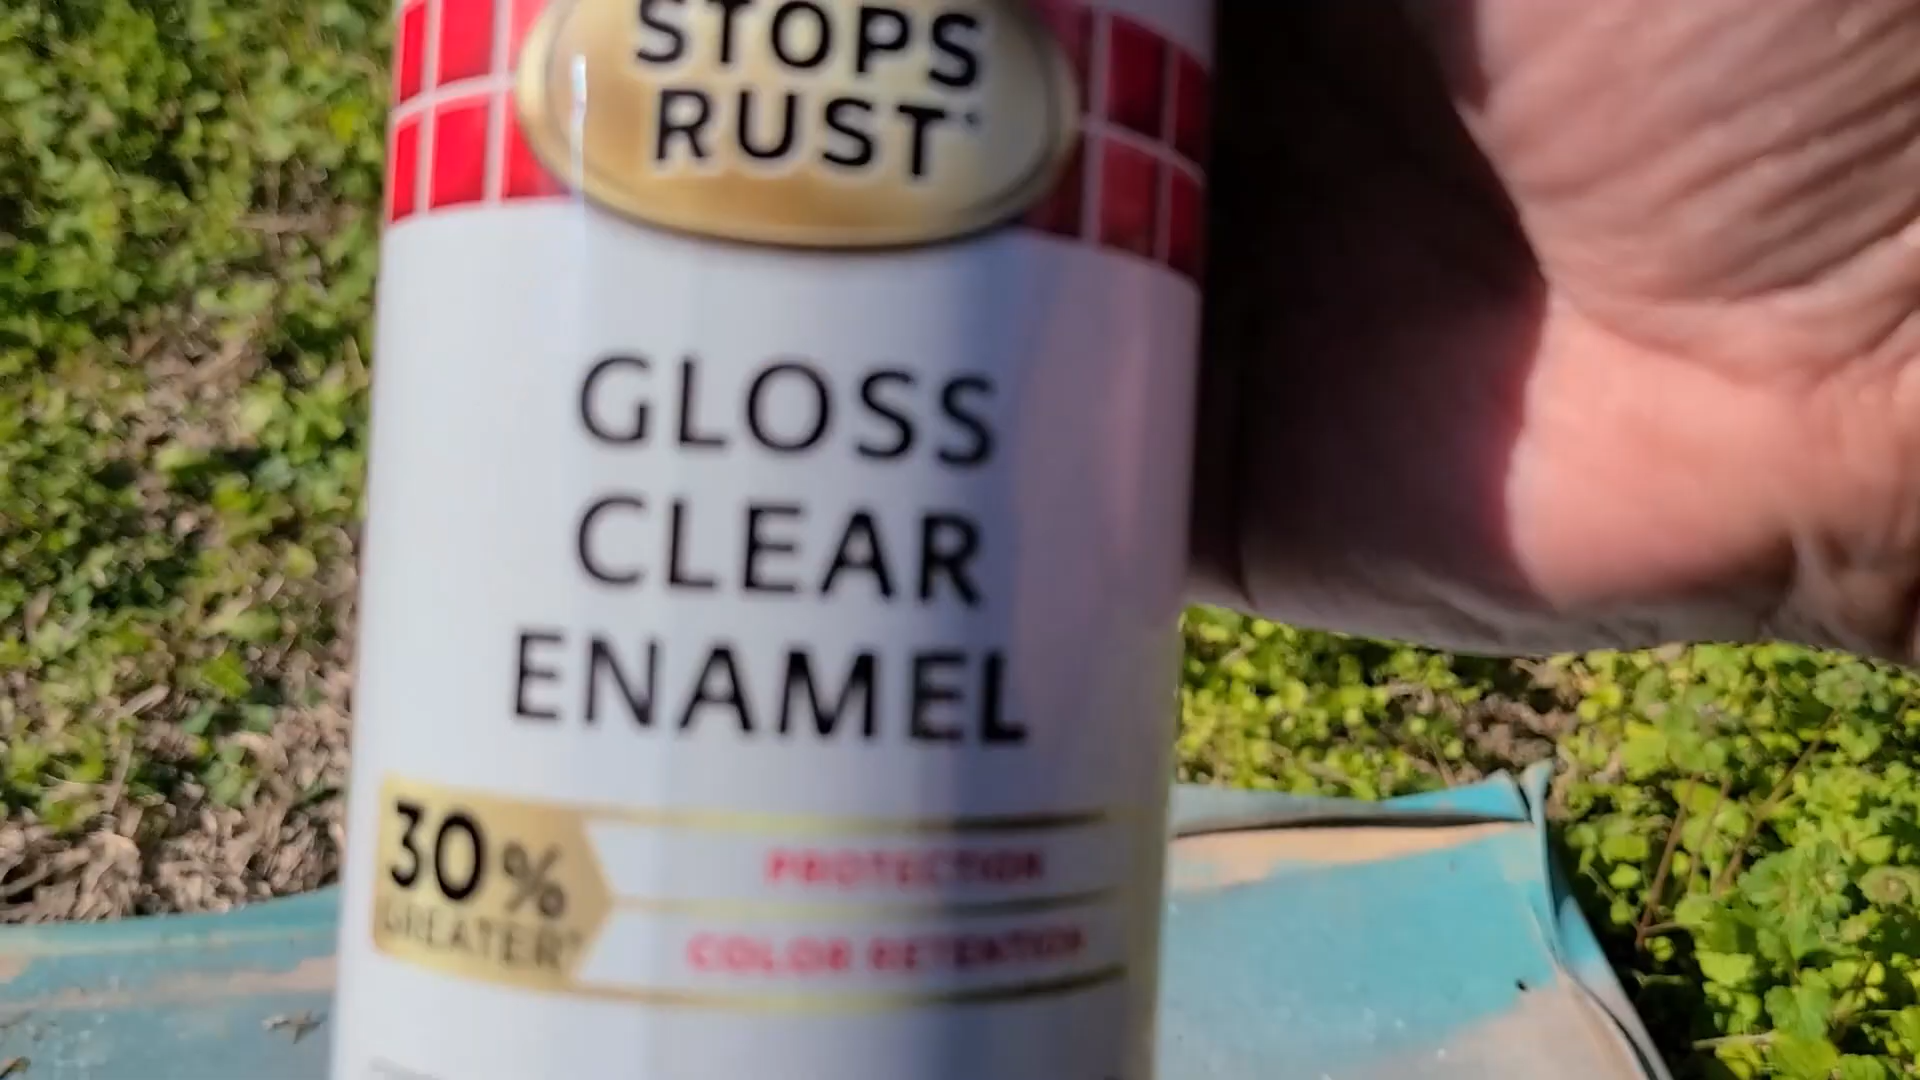 STOPS
RUST
GLOSS
CLEAR
ENAMEL
30%
GREATER†
PROTECTION
COLOR RETENTION